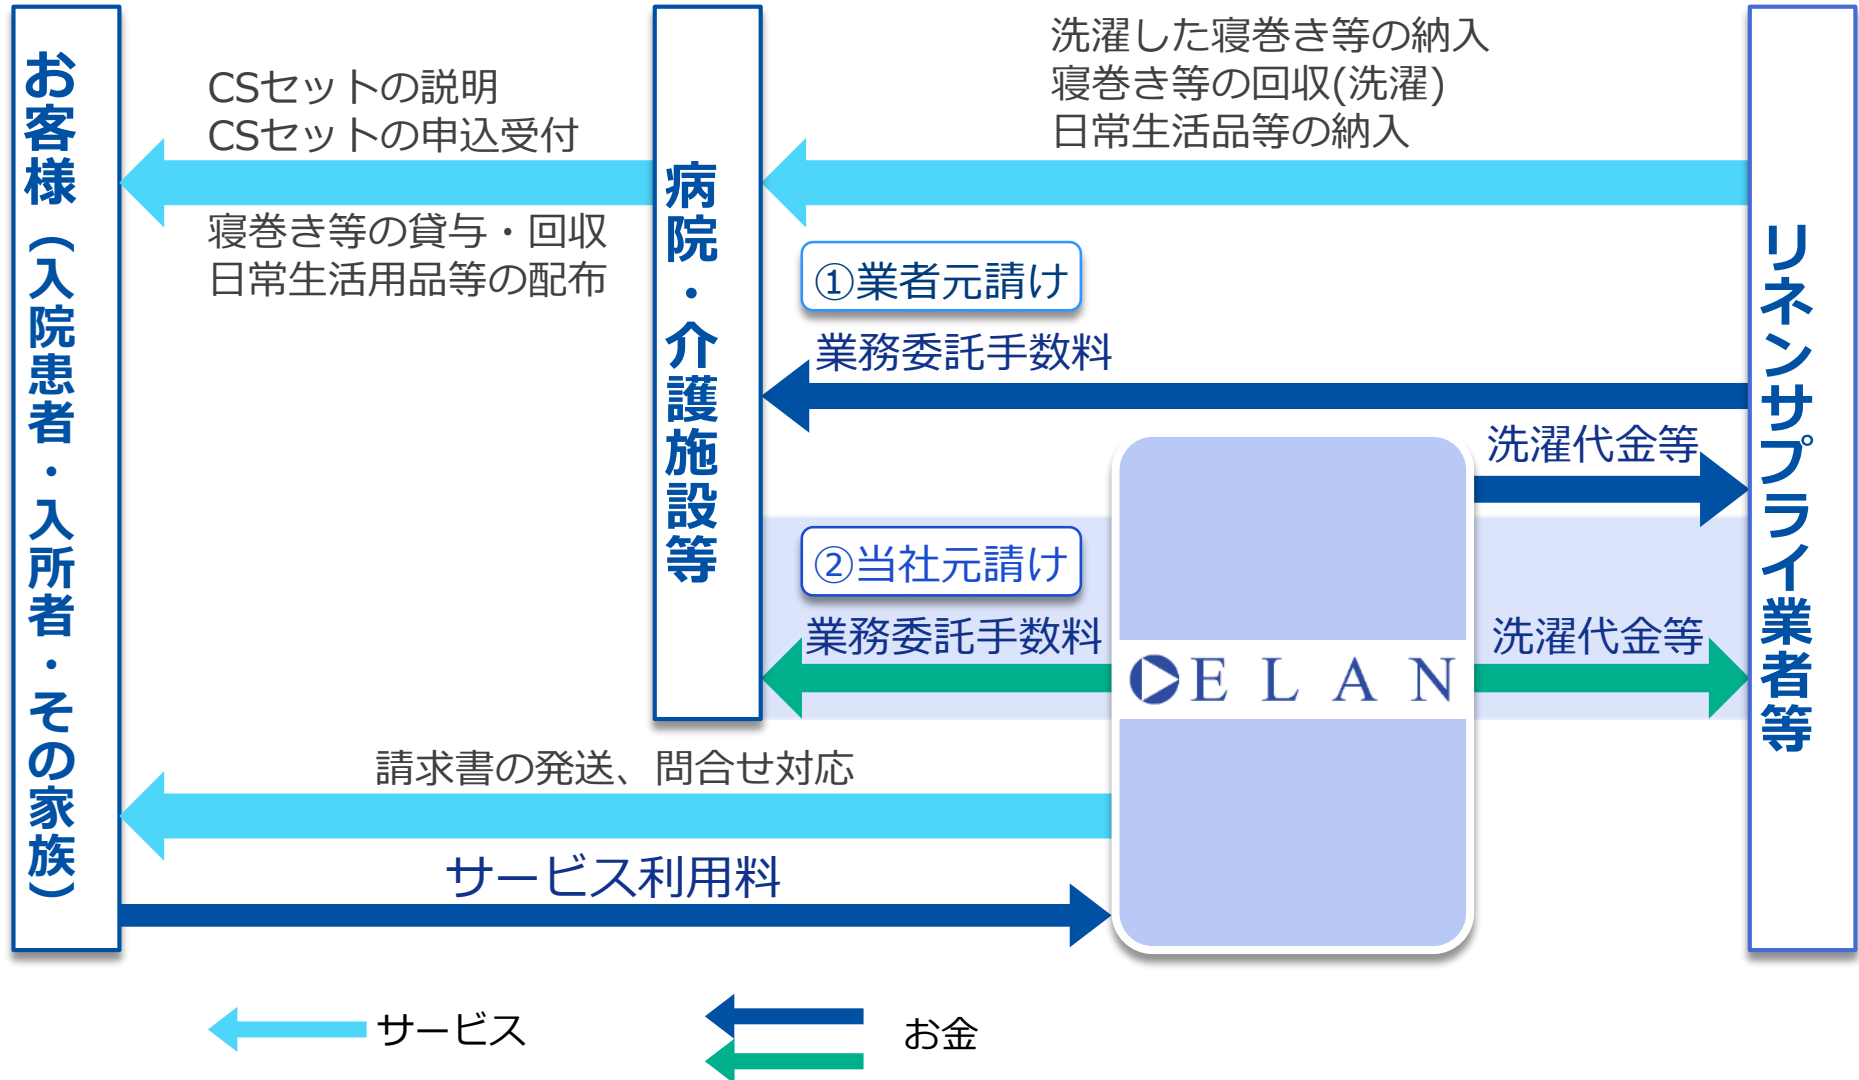 お客様（入院患者・入所者・その家族）
CSセットの説明
CSセットの申込受付
寝巻き等の貸与・回収
日常生活用品等の配布
病院・介護施設等
洗濯した寝巻き等の納入
寝巻き等の回収(洗濯)
日常生活品等の納入
①業者元請け
業務委託手数料
洗濯代金等
②当社元請け
業務委託手数料
洗濯代金等
ELAN
リネンサプライ業者等
請求書の発送、問合せ対応
サービス利用料
サービス
お金